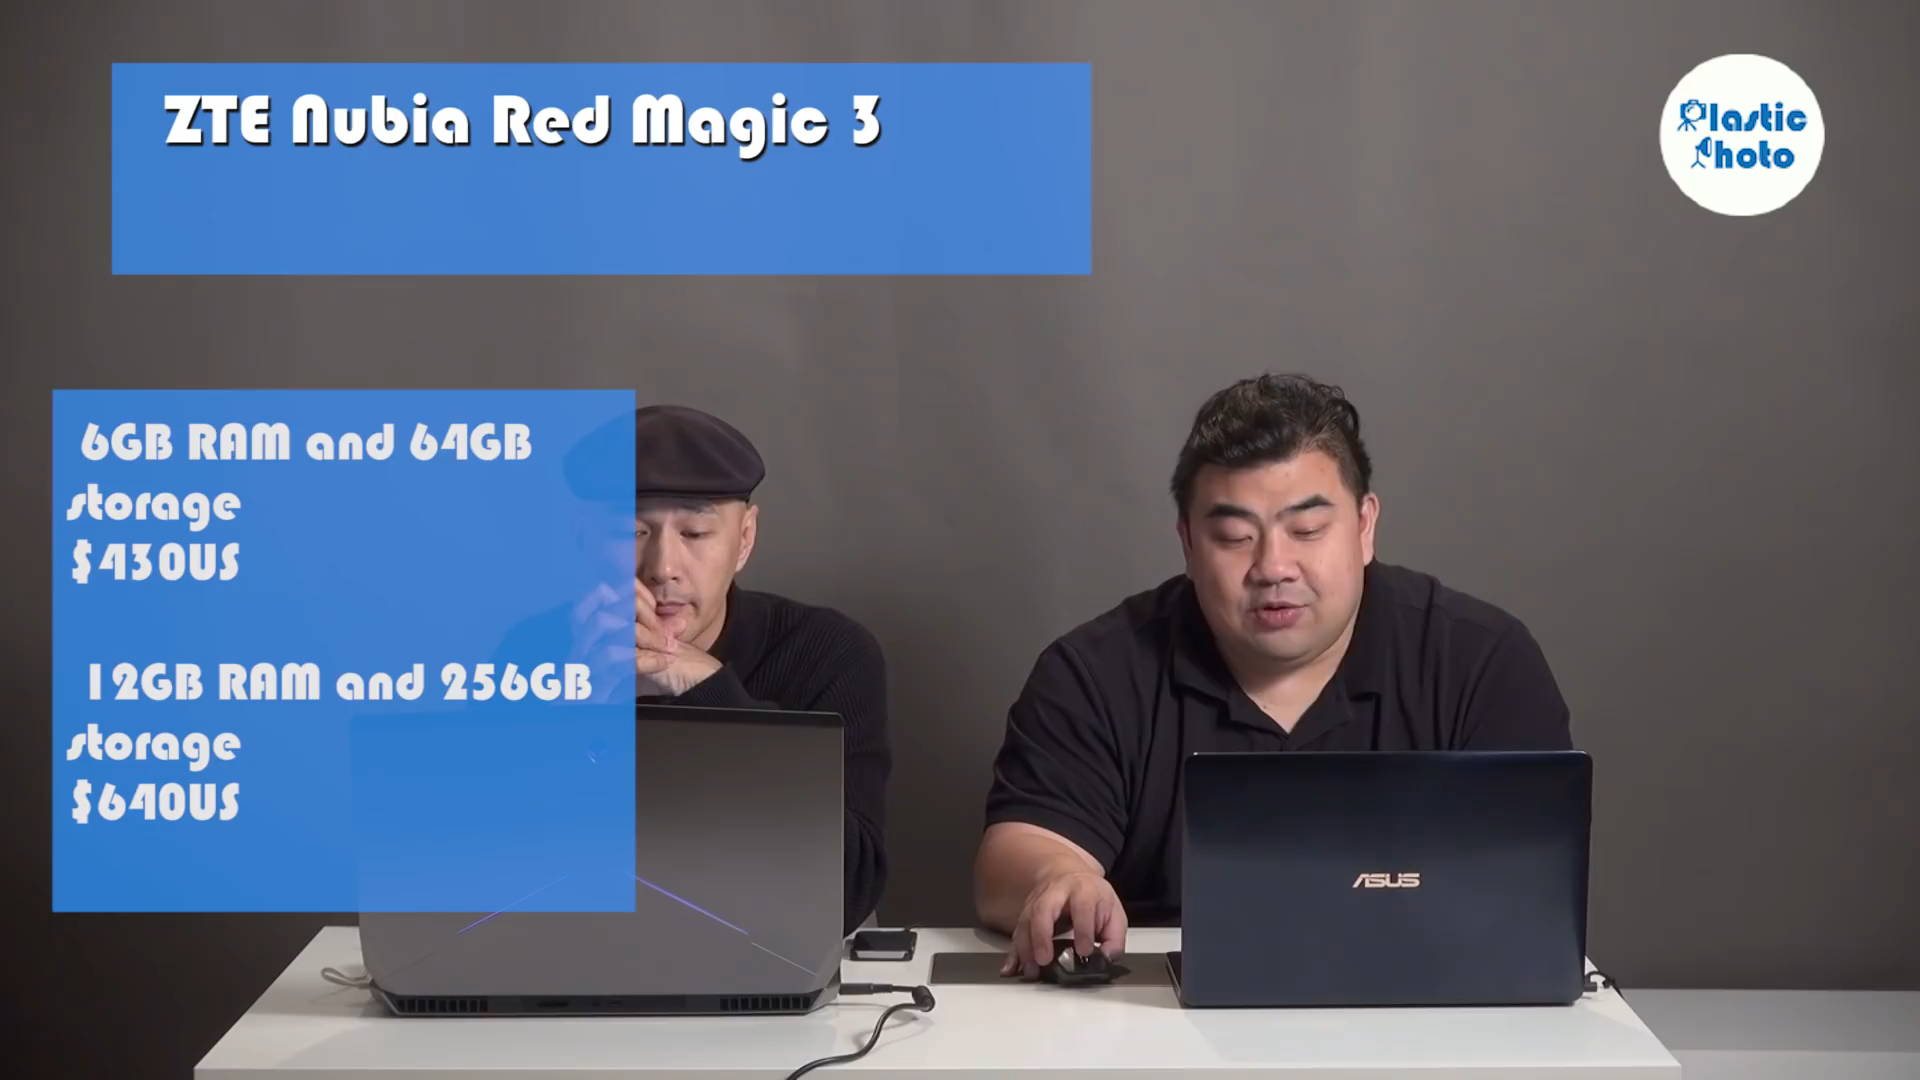 ZTE Nubia Red Magic 3
Plastic
Photo
6GB RAM and 64GB
storage
$430US
12GB RAM and 256GB
storage
$640US
ASUS